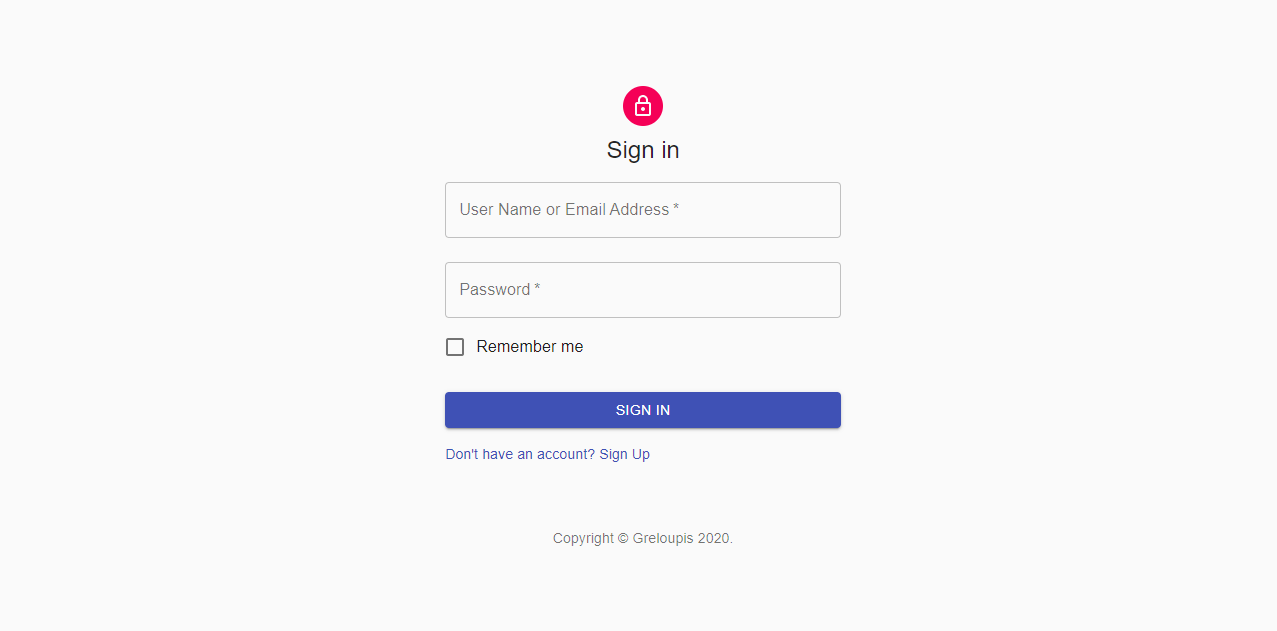 Sign in
User Name or Email Address *
Password *
Remember me
SIGN IN
Don't have an account? Sign Up
Copyright © Greloupis 2020.